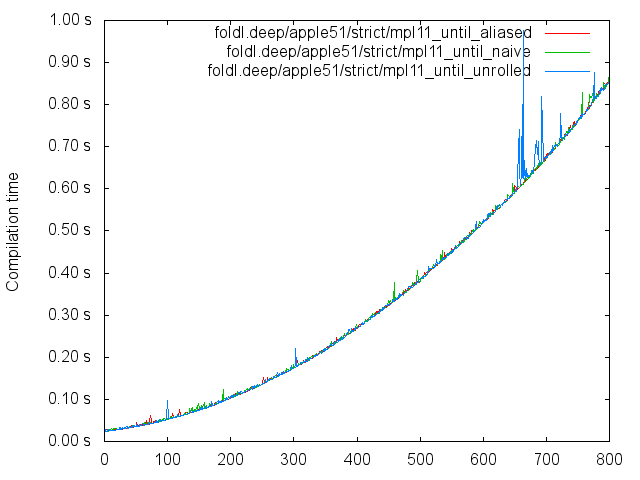 1.00 s
foldl.deep/apple51/strict/mpl11_until_aliased
foldl.deep/apple51/strict/mpl11_until_naive
foldl.deep/apple51/strict/mpl11_until_unrolled
0.90 s
0.80 s
0.70 s
0.60 s
0.50 s
0.40 s
0.30 s
0.20 s
0.10 s
0.00 s
Compilation time
0 100 200 300 400 500 600 700 800